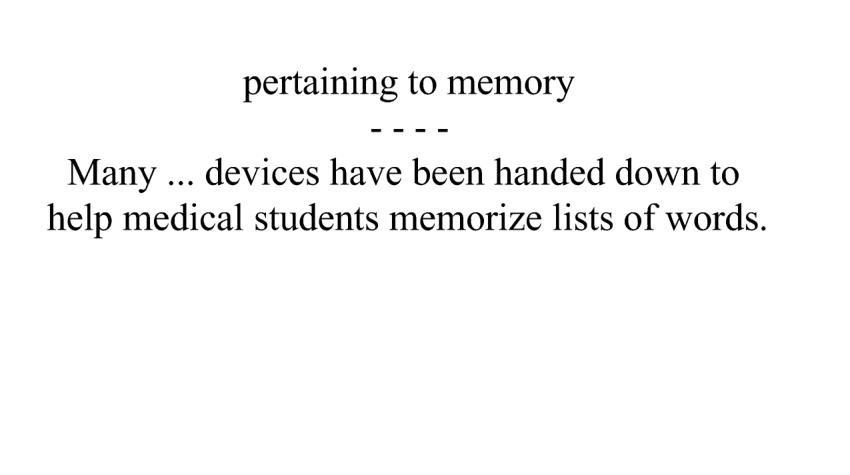 pertaining to memory
- - - -
Many ... devices have been handed down to
help medical students memorize lists of words.